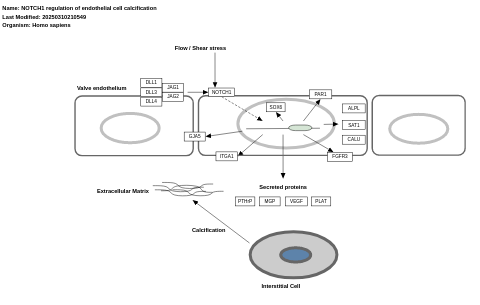 Name: NOTCH1 regulation of endothelial cell calcification
Last Modified: 20250310210549
Organism: Homo sapiens
Flow / Shear stress
Valve endothelium
DLL1
DLL3
DLL4
JAG1
JAG2
NOTCH1
PAR1
SOX6
ALPL
SAT1
CALU
GJA5
ITGA1
FGFR3
Extracellular Matrix
Secreted proteins
PTHrP
MGP
VEGF
PLAT
Calcification
Interstitial Cell